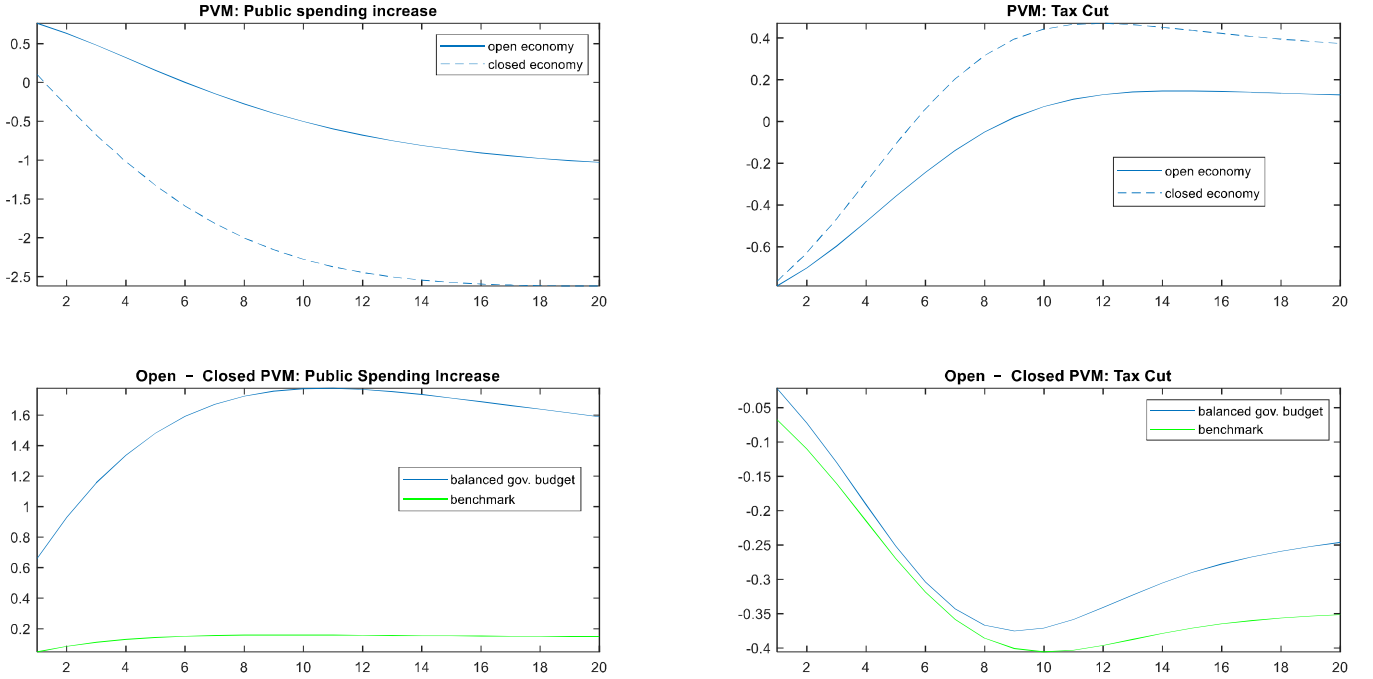 PVM: Public spending increase
0.5
0
-0.5
-1
-1.5
-2
-2.5
open economy
closed economy
2 4 6 8 10 12 14 16 18 20
PVM: Tax Cut
0.4
0.2
0
-0.2
-0.4
-0.6
open economy
closed economy
2 4 6 8 10 12 14 16 18 20
Open - Closed PVM: Public Spending Increase
1.6
1.4
1.2
1
0.8
0.6
0.4
0.2
balanced gov. budget
benchmark
2 4 6 8 10 12 14 16 18 20
Open - Closed PVM: Tax Cut
-0.05
-0.1
-0.15
-0.2
-0.25
-0.3
-0.35
-0.4
balanced gov. budget
benchmark
2 4 6 8 10 12 14 16 18 20